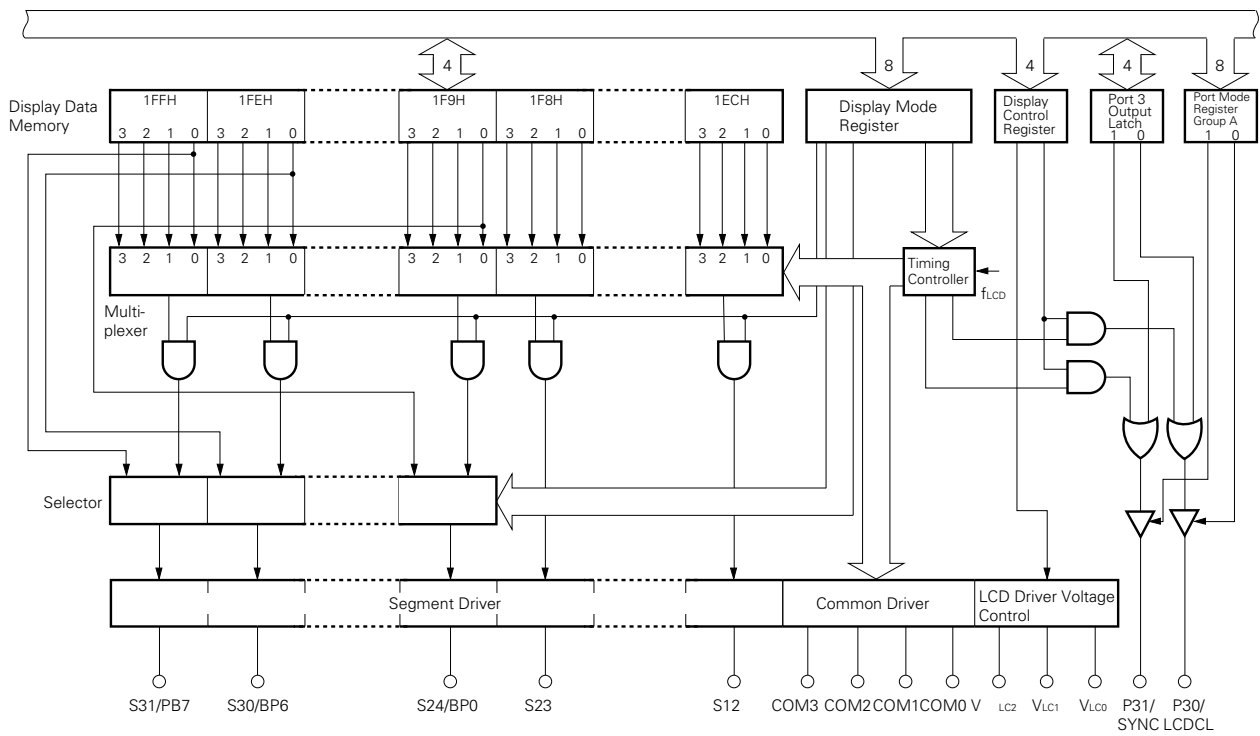 4 8 4 4 8
Display Data
Memory
1FFH 1FEH 1F9H 1F8H 1ECH
3 2 1 0 3 2 1 0 3 2 1 0 3 2 1 0 3 2 1 0
Display Mode
Register
Display
Control
Register
Port 3
Output
Latch
1 0
Port Mode
Register
Group A
1 0
3 2 1 0 3 2 1 0 3 2 1 0 3 2 1 0 3 2 1 0
Timing
Controller
fLCD
Multi-
plexer
Selector
Segment Driver
Common Driver
LCD Driver Voltage
Control
S31/PB7 S30/BP6 S24/BP0 S23 S12 COM3 COM2 COM1 COM0 V LC2 VLC1 VLC0 P31/ P30/
SYNC LCDCL